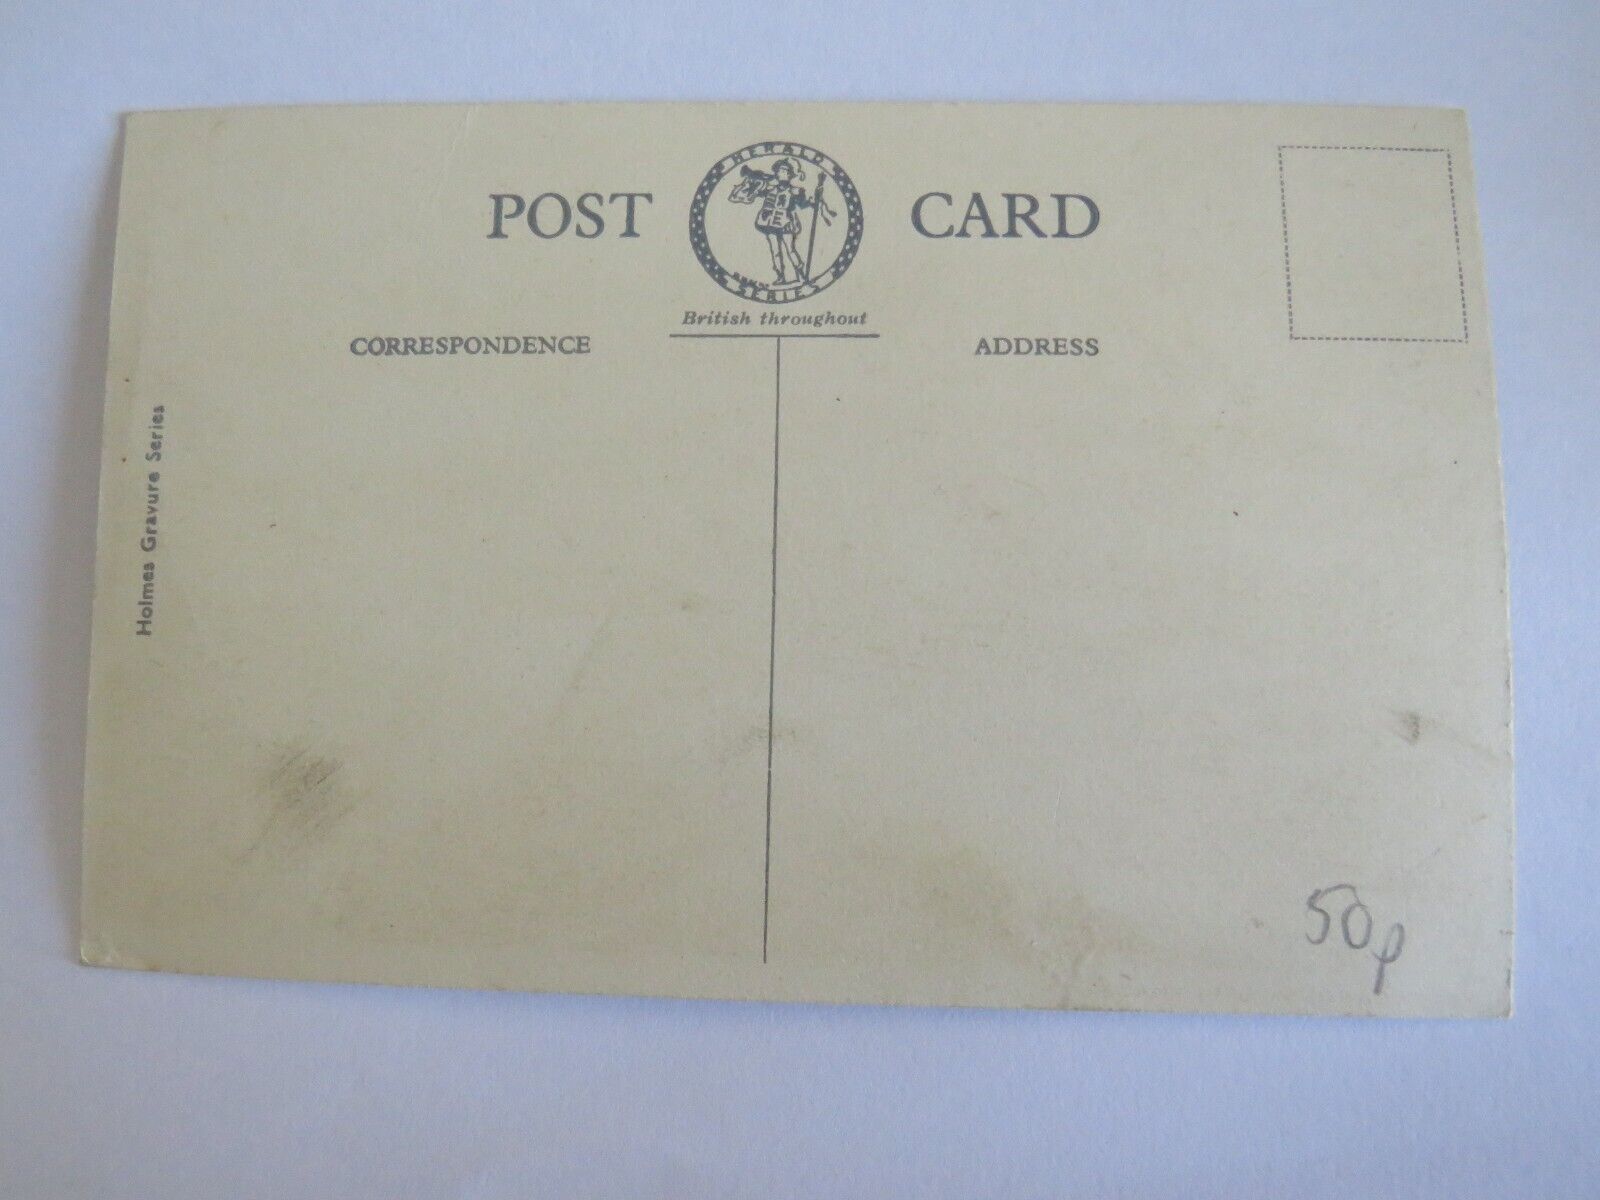 POST CARD
HERALD
SERIES
British throughout
CORRESPONDENCE
ADDRESS
Holmes Gravure Series
50p